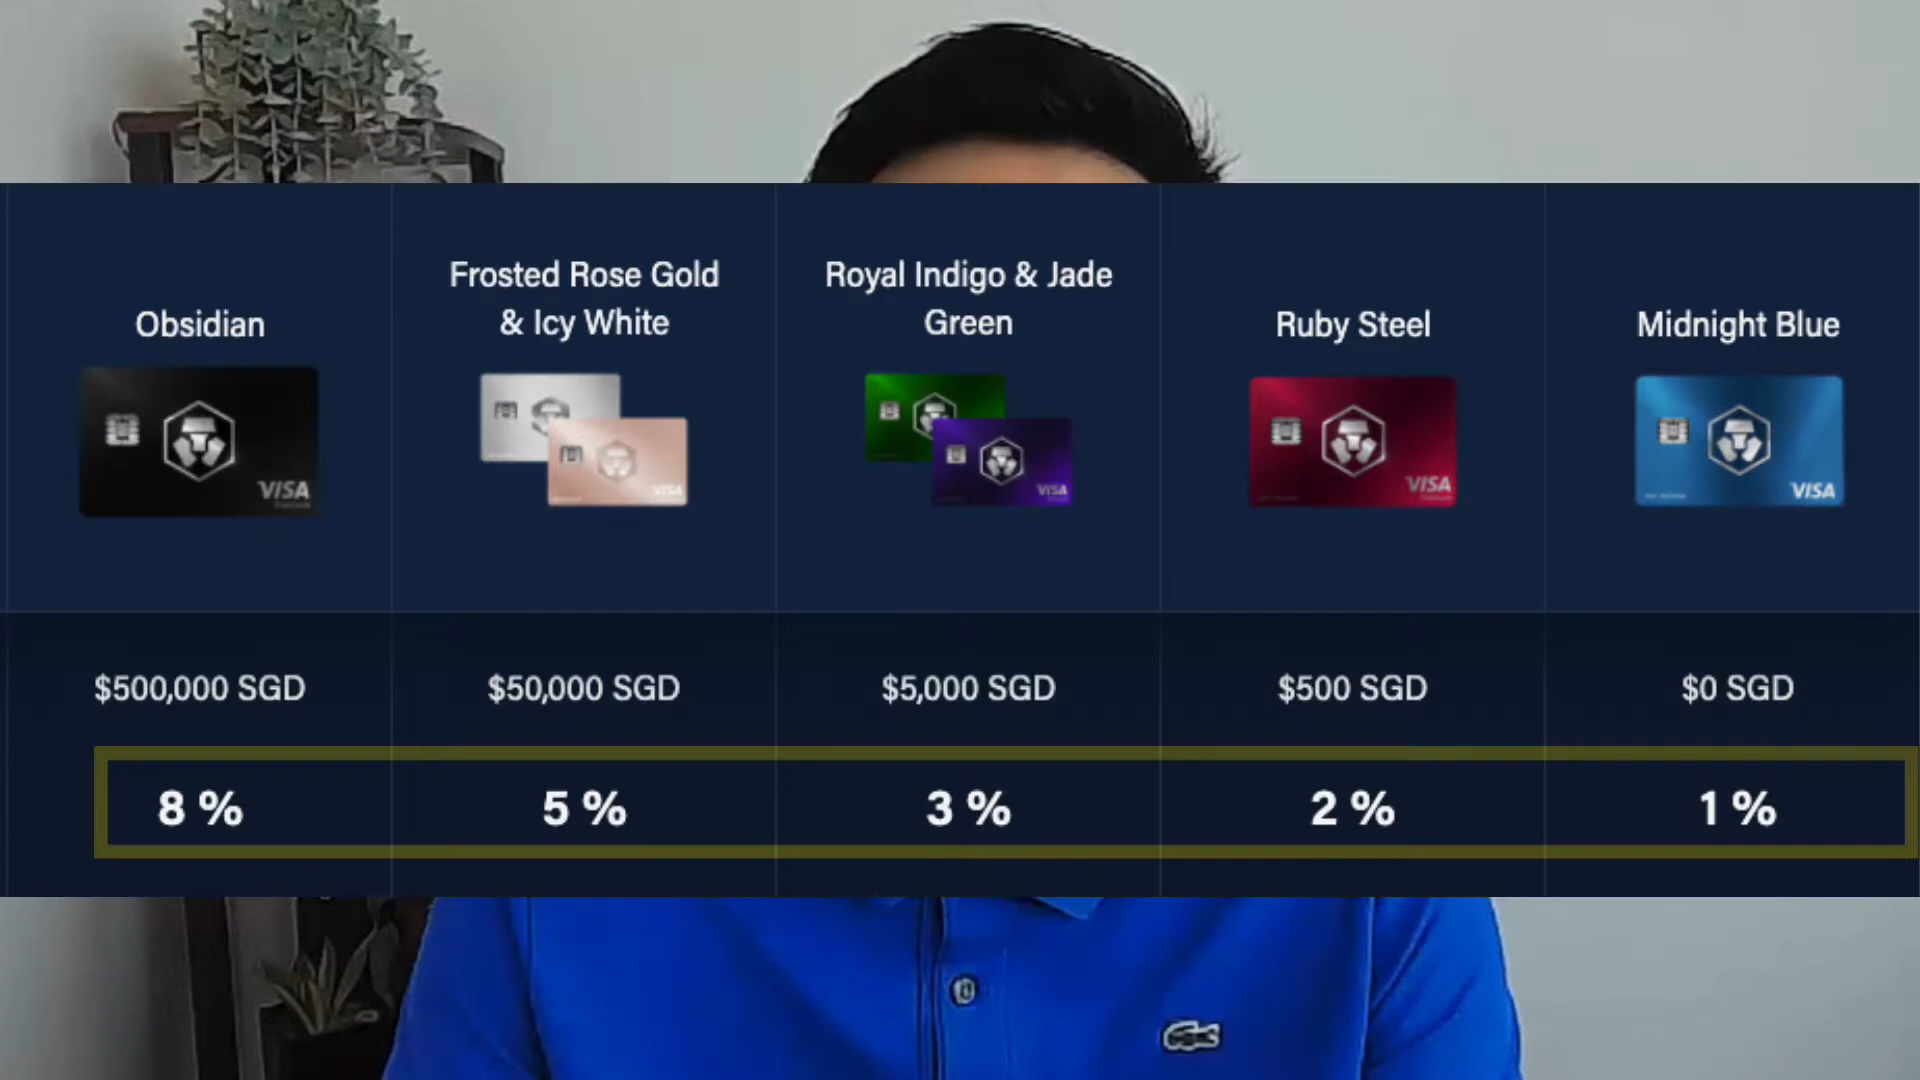 Obsidian
Frosted Rose Gold
& Icy White
Royal Indigo & Jade
Green
Ruby Steel
Midnight Blue
VISA
VISA
VISA
VISA
VISA
$500,000 SGD
$50,000 SGD
$5,000 SGD
$500 SGD
$0 SGD
8 %
5 %
3 %
2 %
1 %